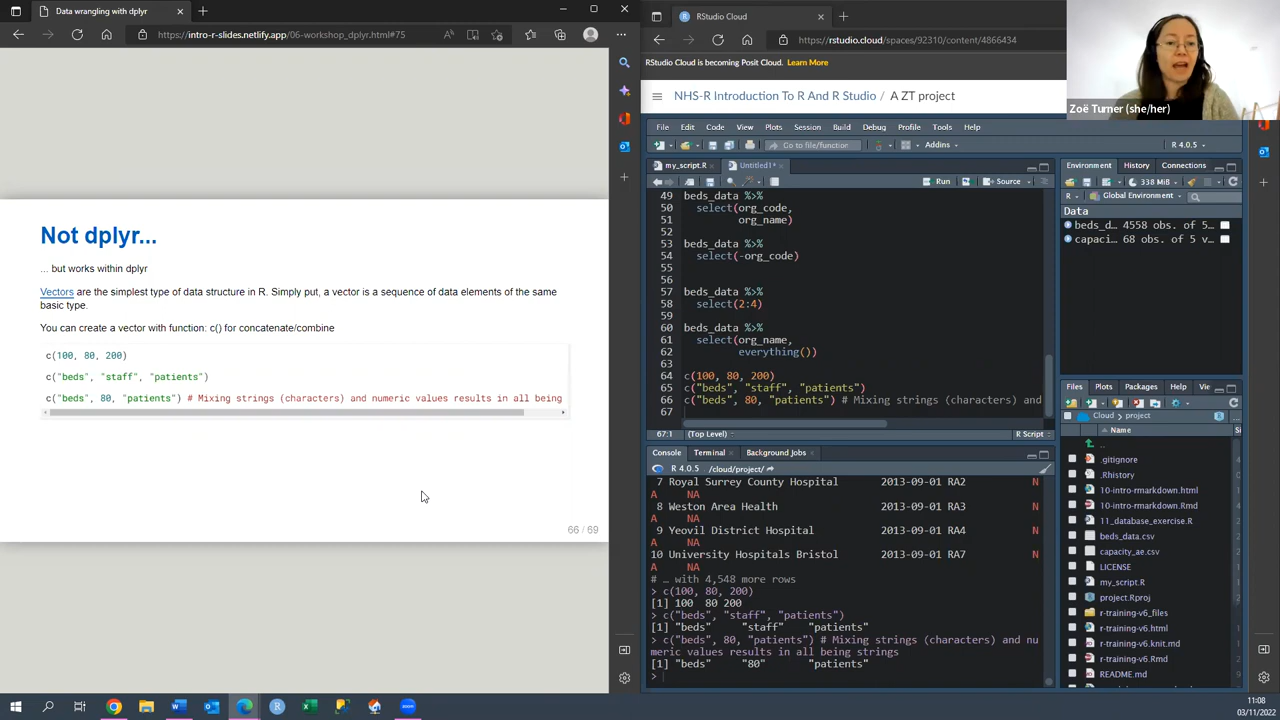 Data wrangling with dplyr
https://intro-r-slides.netlify.app/06-workshop_dplyr.html#75
Not dplyr...
... but works within dplyr
Vectors are the simplest type of data structure in R. Simply put, a vector is a sequence of data elements of the same
basic type.
You can create a vector with function: c() for concatenate/combine
c(100, 80, 200)
c("beds", "staff", "patients")
c("beds", 80, "patients") # Mixing strings (characters) and numeric values results in all being
66 / 69
RStudio Cloud
https://rstudio.cloud/spaces/92310/content/4866434
RStudio Cloud is becoming Posit Cloud. Learn More
NHS-R Introduction To R And R Studio / A ZT project
Zoë Turner (she/her)
File Edit Code View Plots Session Build Debug Profile Tools Help
Go to file/function Addins R 4.0.5
my_script.R Untitled1*
Run Source
49 beds_data %>%
50 select(org_code,
51 org_name)
52
53 beds_data %>%
54 select(-org_code)
55
56
57 beds_data %>%
58 select(2:4)
59
60 beds_data %>%
61 select(org_name,
62 everything())
63
64 c(100, 80, 200)
65 c("beds", "staff", "patients")
66 c("beds", 80, "patients") # Mixing strings (characters) and
67
67:1 (Top Level) R Script
Console Terminal Background Jobs
R 4.0.5 /cloud/project/
7 Royal Surrey County Hospital 2013-09-01 RA2 N
A NA
8 Weston Area Health 2013-09-01 RA3 N
A NA
9 Yeovil District Hospital 2013-09-01 RA4 N
A NA
10 University Hospitals Bristol 2013-09-01 RA7 N
A NA
# … with 4,548 more rows
> c(100, 80, 200)
[1] 100 80 200
> c("beds", "staff", "patients")
[1] "beds" "staff" "patients"
> c("beds", 80, "patients") # Mixing strings (characters) and nu
meric values results in all being strings
[1] "beds" "80" "patients"
>
Environment History Connections
338 MiB
R Global Environment
Data
beds_d… 4558 obs. of 5…
capaci… 68 obs. of 5 v…
Files Plots Packages Help Vie
Cloud project
Name Si
..
.gitignore 4
.Rhistory
10-intro-rmarkdown.html
10-intro-rmarkdown.Rmd
11_database_exercise.R
beds_data.csv
capacity_ae.csv
LICENSE
my_script.R
project.Rproj
r-training-v6_files
r-training-v6.html
r-training-v6.knit.md
r-training-v6.Rmd
README.md
11:08
03/11/2022